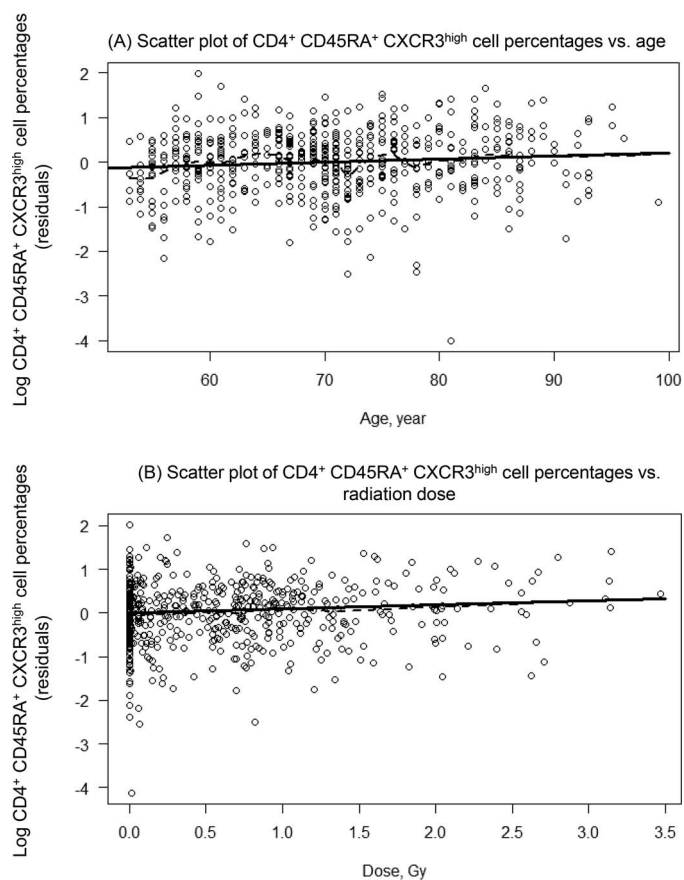 (A) Scatter plot of CD4⁺ CD45RA⁺ CXCR3ʰⁱᵍʰ cell percentages vs. age
Log CD4⁺ CD45RA⁺ CXCR3ʰⁱᵍʰ cell percentages
(residuals)
2
1
0
-1
-2
-3
-4
60 70 80 90 100
Age, year
(B) Scatter plot of CD4⁺ CD45RA⁺ CXCR3ʰⁱᵍʰ cell percentages vs.
radiation dose
Log CD4⁺ CD45RA⁺ CXCR3ʰⁱᵍʰ cell percentages
(residuals)
2
1
0
-1
-2
-3
-4
0.0 0.5 1.0 1.5 2.0 2.5 3.0 3.5
Dose, Gy